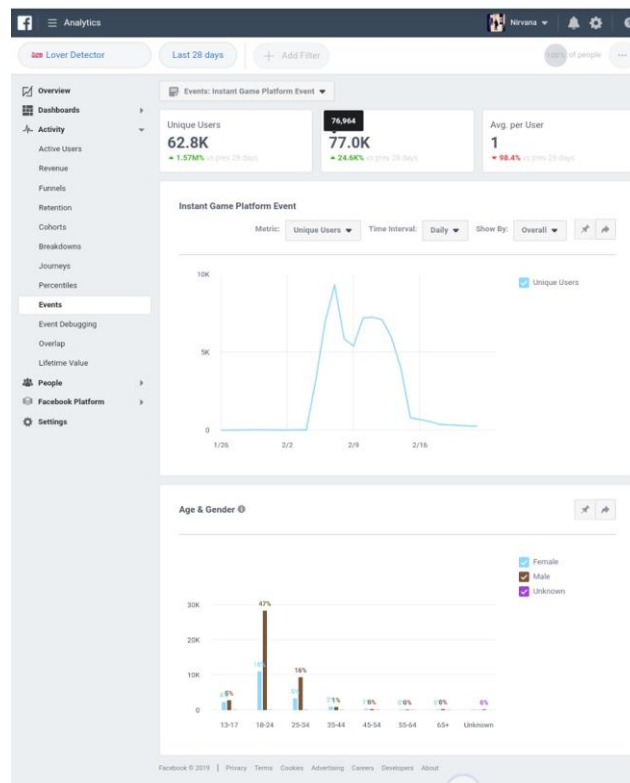 Analytics
Nirvana
Lover Detector
Last 28 days
Add Filter
100% of people
Overview
Dashboards
Activity
Active Users
Revenue
Funnels
Retention
Cohorts
Breakdowns
Journeys
Percentiles
Events
Event Debugging
Overlap
Lifetime Value
People
Facebook Platform
Settings
Events: Instant Game Platform Event
Unique Users
62.8K
1.57M% vs prev 28 days
76,964
77.0K
24.6K% vs prev 28 days
Avg. per User
1
98.4% vs prev 28 days
Instant Game Platform Event
Metric: Unique Users Time Interval: Daily Show By: Overall
Unique Users
10K
5K
0
1/26 2/2 2/9 2/16
Age & Gender
Female
Male
Unknown
30K
20K
10K
0
47%
16%
5%
1%
0%
0%
0%
0%
13-17 18-24 25-34 35-44 45-54 55-64 65+ Unknown
Facebook © 2019 | Privacy Terms Cookies Advertising Careers Developers About